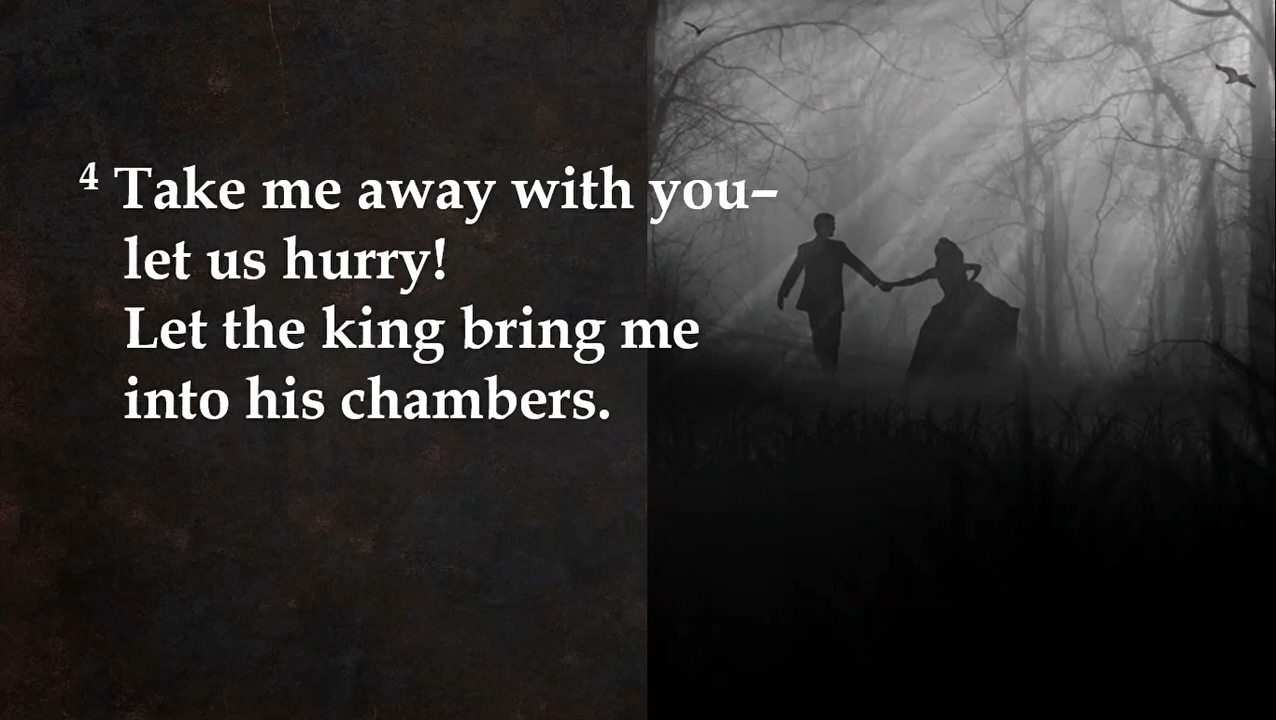 4 Take me away with you–
let us hurry!
Let the king bring me
into his chambers.